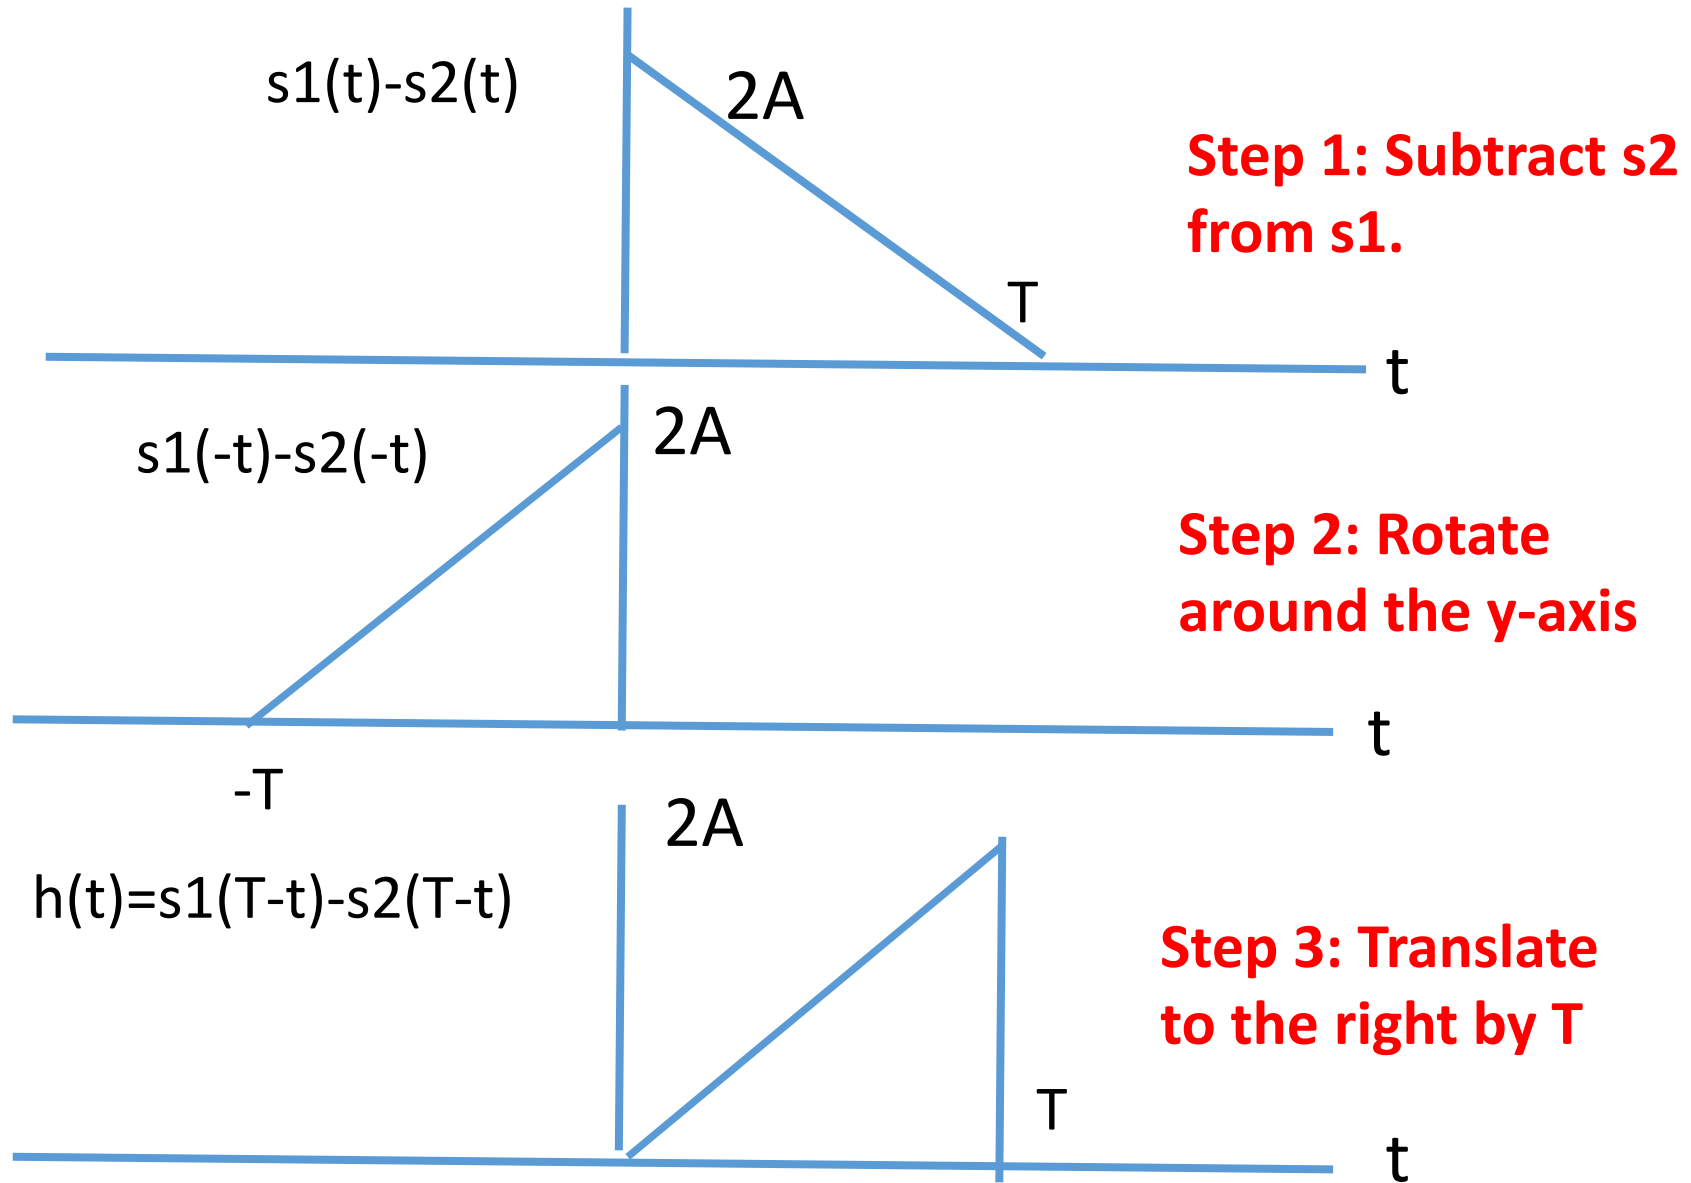 s1(t)-s2(t)
2A
Step 1: Subtract s2
from s1.
T
t
s1(-t)-s2(-t)
2A
Step 2: Rotate
around the y-axis
t
-T
2A
h(t)=s1(T-t)-s2(T-t)
Step 3: Translate
to the right by T
T
t